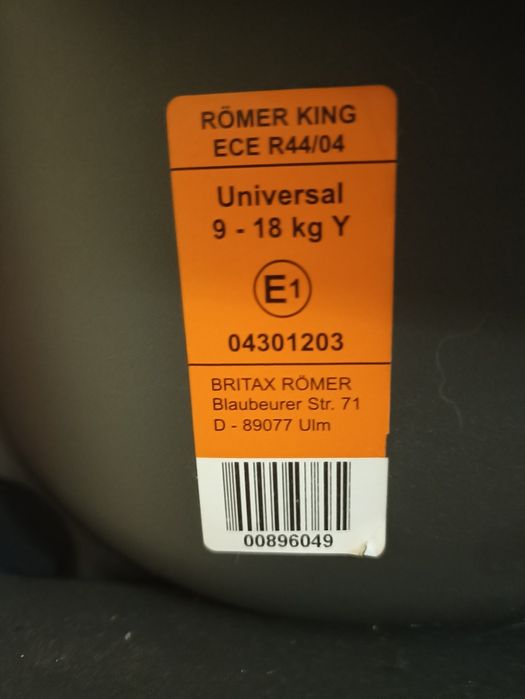 RÖMER KING
ECE R44/04
Universal
9 - 18 kg Y
E1
04301203
BRITAX RÖMER
Blaubeurer Str. 71
D - 89077 Ulm
00896049